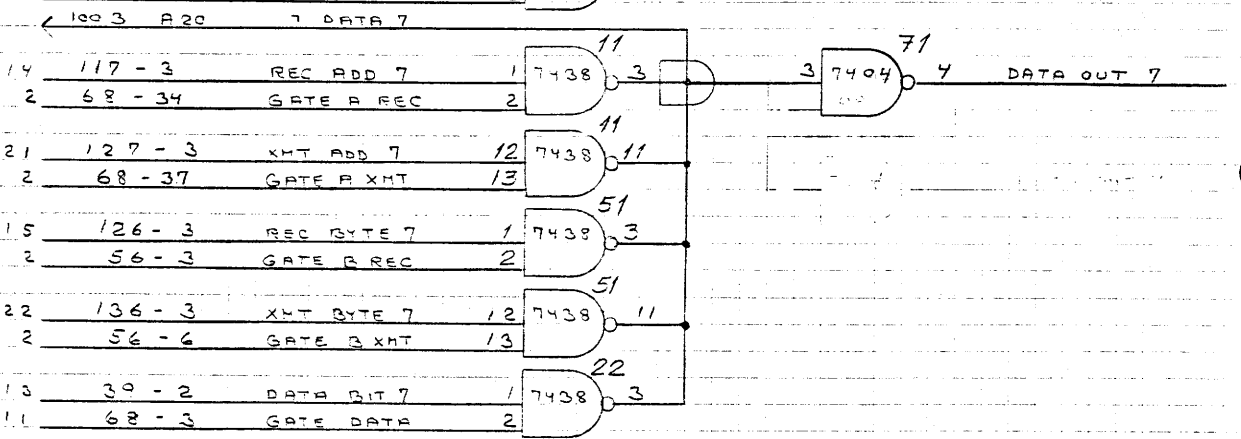 1003 A20 7 DATA 7
11 71
14 117 - 3 REC ADD 7 1 7438 3 3 7404 4 DATA OUT 7
2 68 - 34 GATE A REC 2
11
21 127 - 3 XMT ADD 7 12 7438 11
2 68 - 37 GATE A XMT 13
51
15 126 - 3 REC BYTE 7 1 7438 3
2 56 - 3 GATE B REC 2
51
22 136 - 3 XMT BYTE 7 12 7438 11
2 56 - 6 GATE B XMT 13
22
13 39 - 2 DATA BIT 7 1 7438 3
11 68 - 3 GATE DATA 2